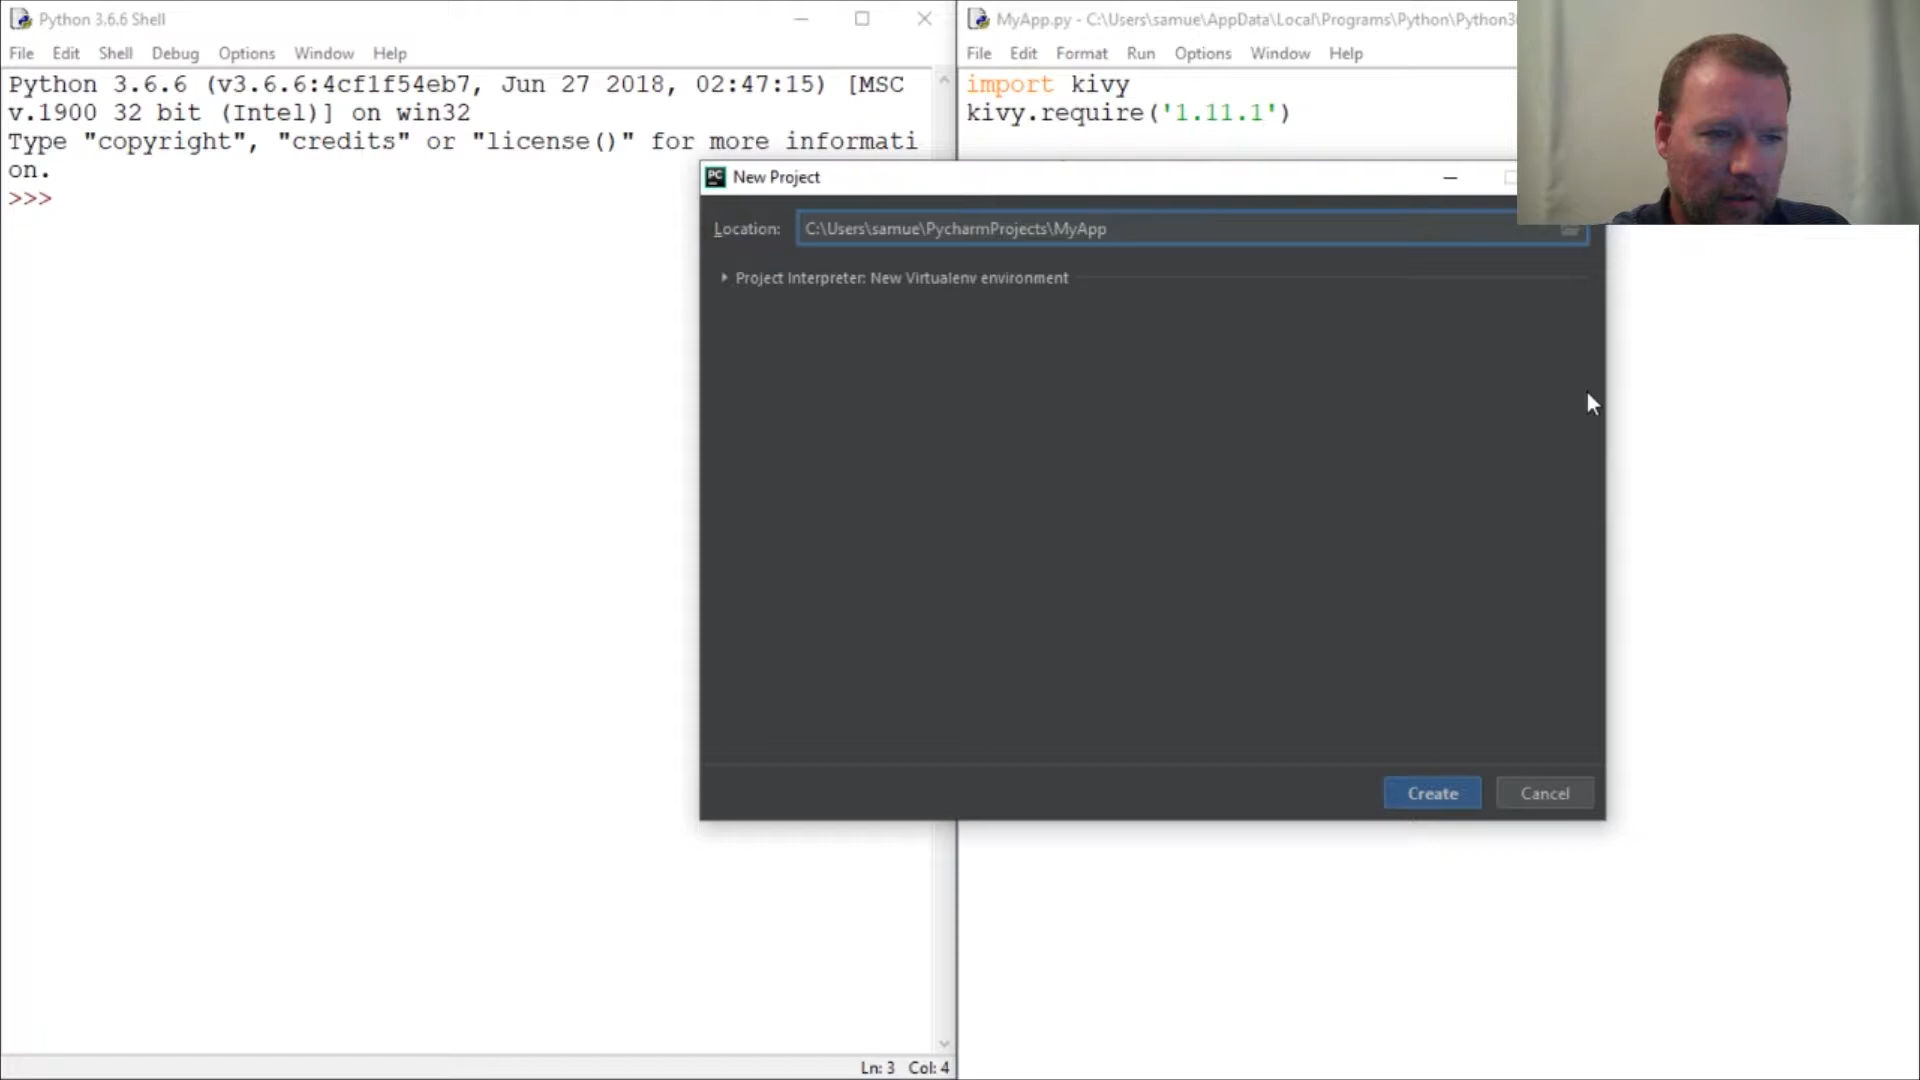 Python 3.6.6 Shell
File Edit Shell Debug Options Window Help
Python 3.6.6 (v3.6.6:4cf1f54eb7, Jun 27 2018, 02:47:15) [MSC
v.1900 32 bit (Intel)] on win32
Type "copyright", "credits" or "license()" for more informati
on.
>>>
Ln: 3 Col: 4
MyApp.py - C:\Users\samue\AppData\Local\Programs\Python\Python3
File Edit Format Run Options Window Help
import kivy
kivy.require('1.11.1')
PC New Project
Location: C:\Users\samue\PycharmProjects\MyApp
Project Interpreter: New Virtualenv environment
Create Cancel